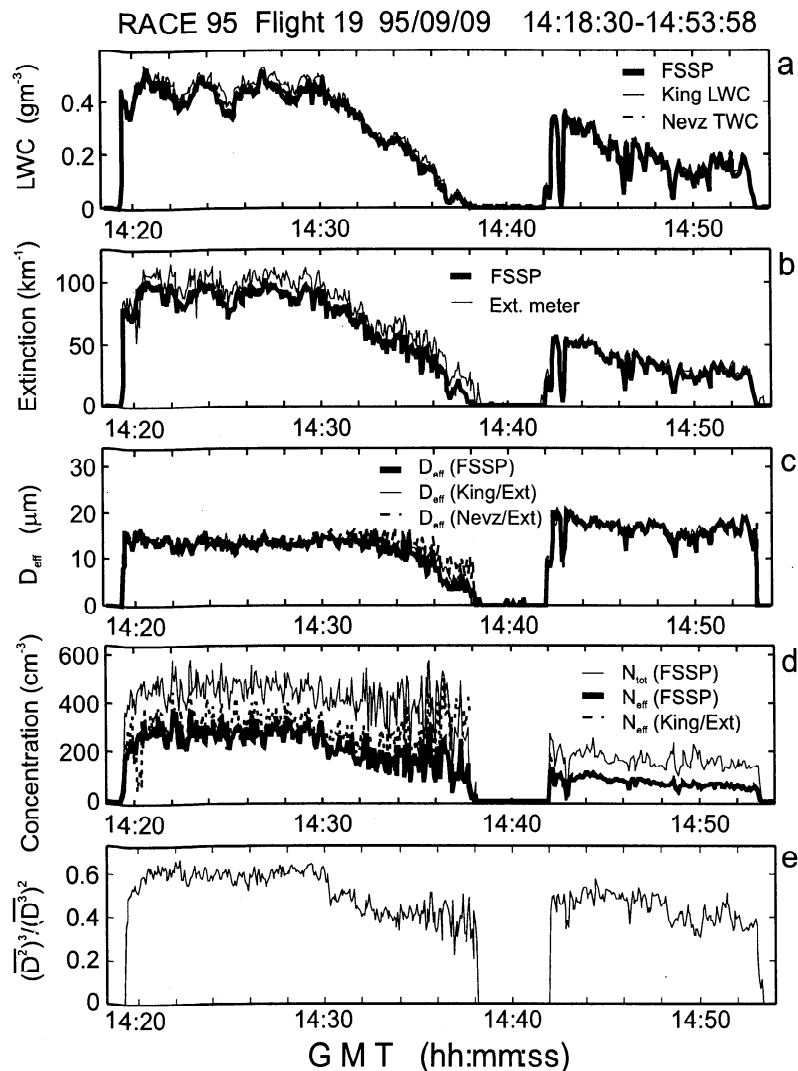 RACE 95 Flight 19 95/09/09 14:18:30-14:53:58
a
LWC (gm⁻³)
0.4
0.2
0
FSSP
King LWC
Nevz TWC
14:20 14:30 14:40 14:50
b
Extinction (km⁻¹)
100
50
0
FSSP
Ext. meter
14:20 14:30 14:40 14:50
c
D_eff (μm)
30
20
10
0
D_eff (FSSP)
D_eff (King/Ext)
D_eff (Nevz/Ext)
14:20 14:30 14:40 14:50
d
Concentration (cm⁻³)
600
400
200
0
N_tot (FSSP)
N_eff (FSSP)
N_eff (King/Ext)
14:20 14:30 14:40 14:50
e
(D̅²)³/(D̅³)²
0.6
0.4
0.2
0
14:20 14:30 14:40 14:50
GMT (hh:mm:ss)